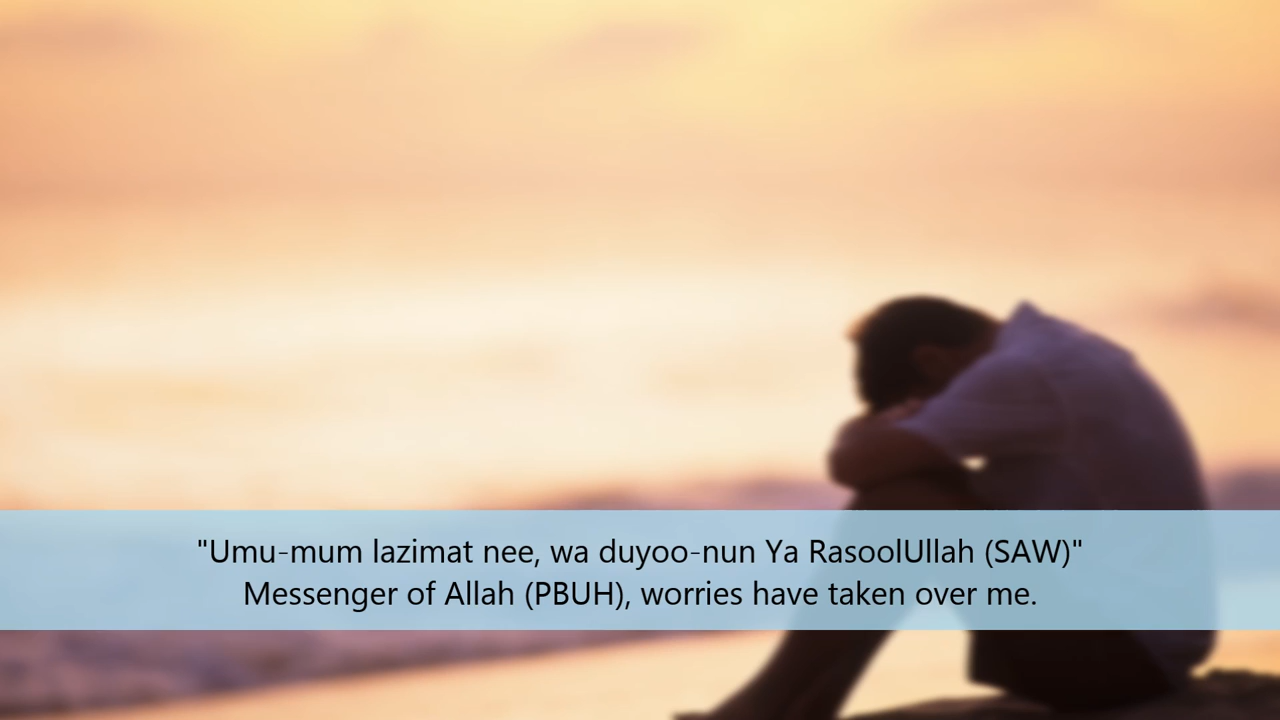 "Umu-mum lazimat nee, wa duyoo-nun Ya RasoolUllah (SAW)"
Messenger of Allah (PBUH), worries have taken over me.